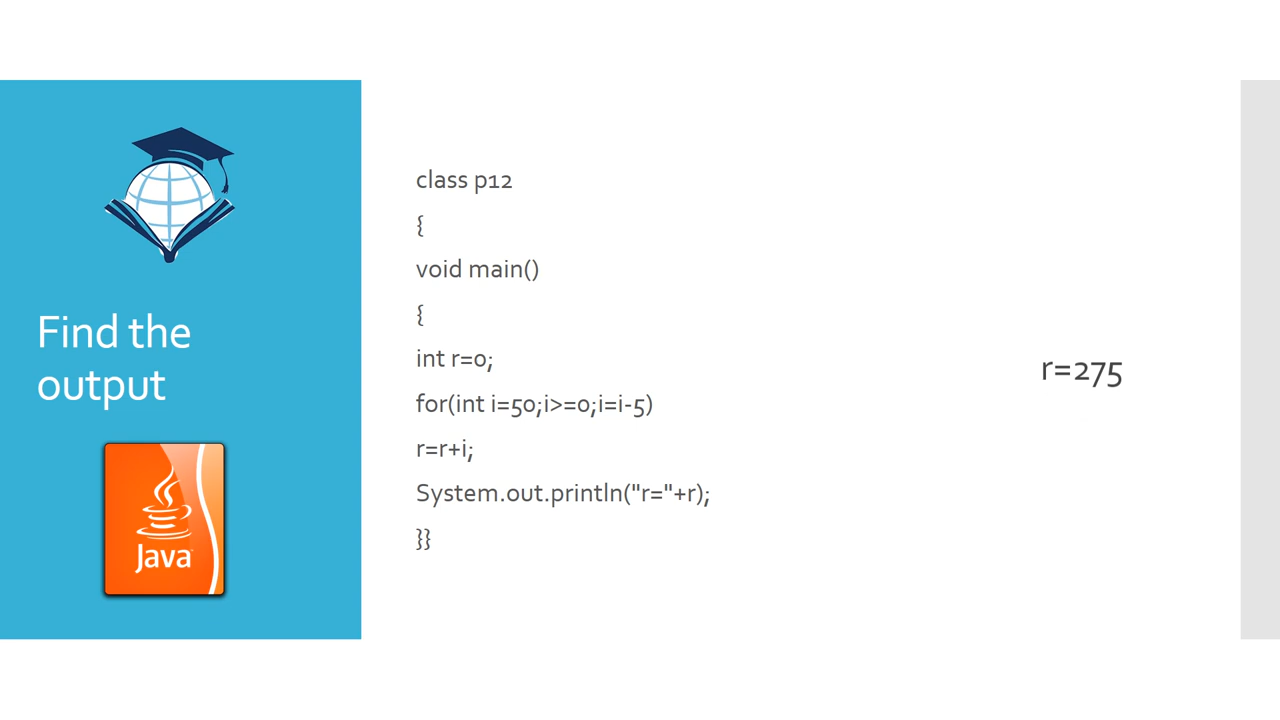 Find the
output
Java
class p12
{
void main()
{
int r=0;
for(int i=50;i>=0;i=i-5)
r=r+i;
System.out.println("r="+r);
}}
r=275